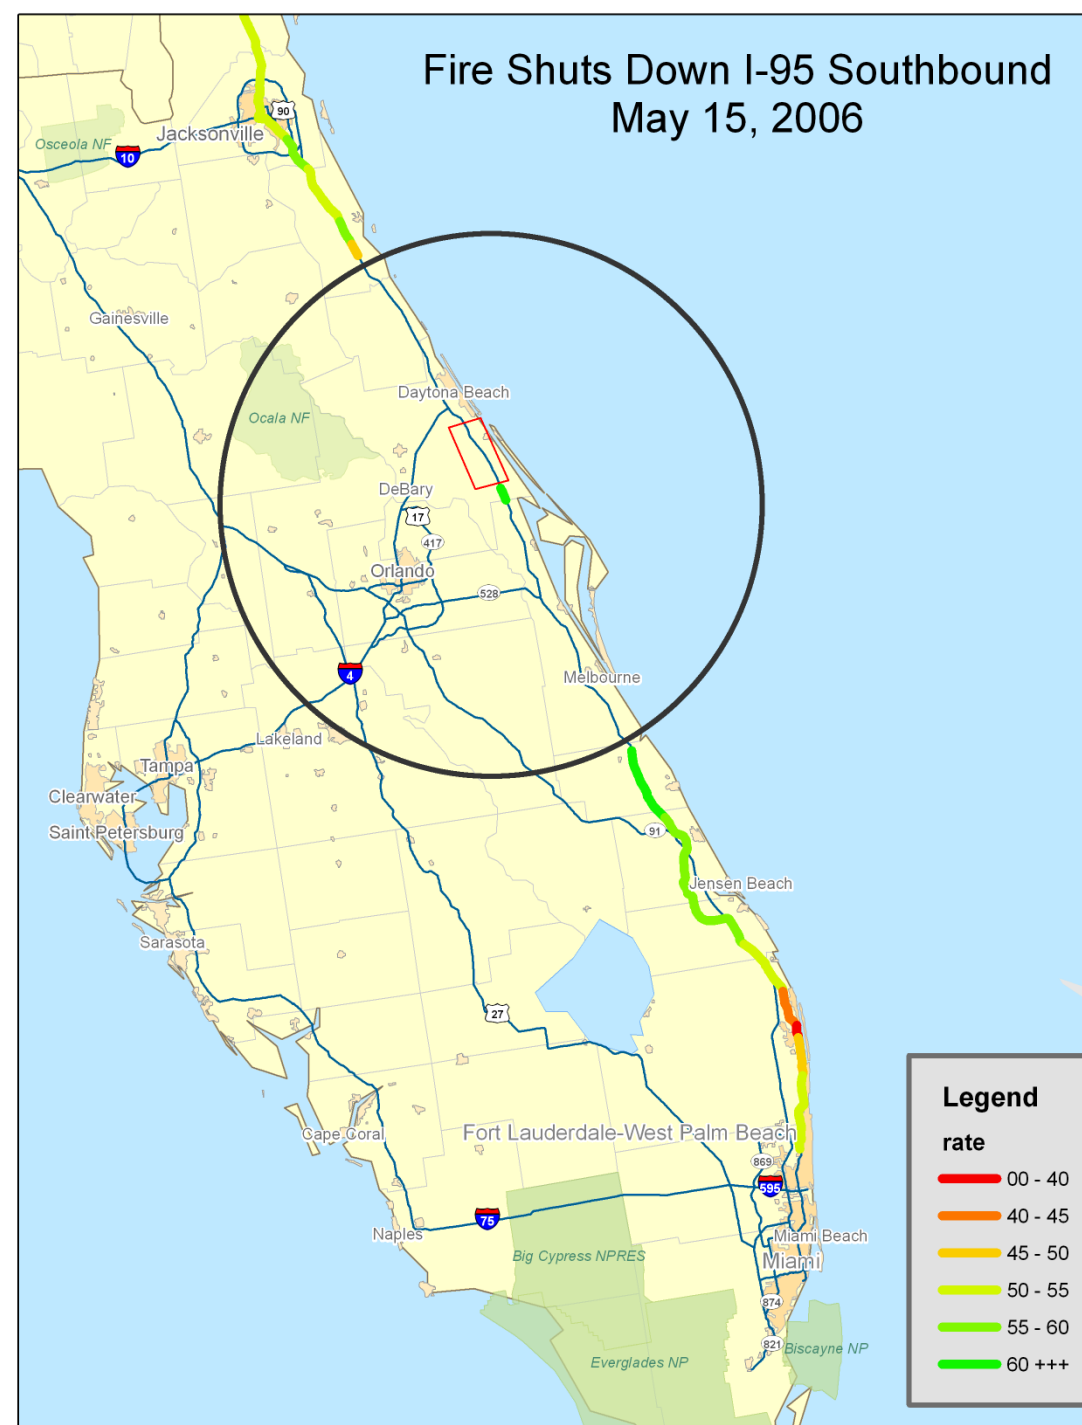 Fire Shuts Down I-95 Southbound
May 15, 2006
90
Jacksonville
Osceola NF
10
Gainesville
Daytona Beach
Ocala NF
DeBary
17
417
Orlando
528
4
Melbourne
Lakeland
Tampa
Clearwater
91
Saint Petersburg
Jensen Beach
Sarasota
27
Cape Coral
Fort Lauderdale-West Palm Beach
869
595
75
Naples
Miami Beach
Big Cypress NPRES
Miami
874
821
Biscayne NP
Everglades NP
Legend
rate
00 - 40
40 - 45
45 - 50
50 - 55
55 - 60
60 +++